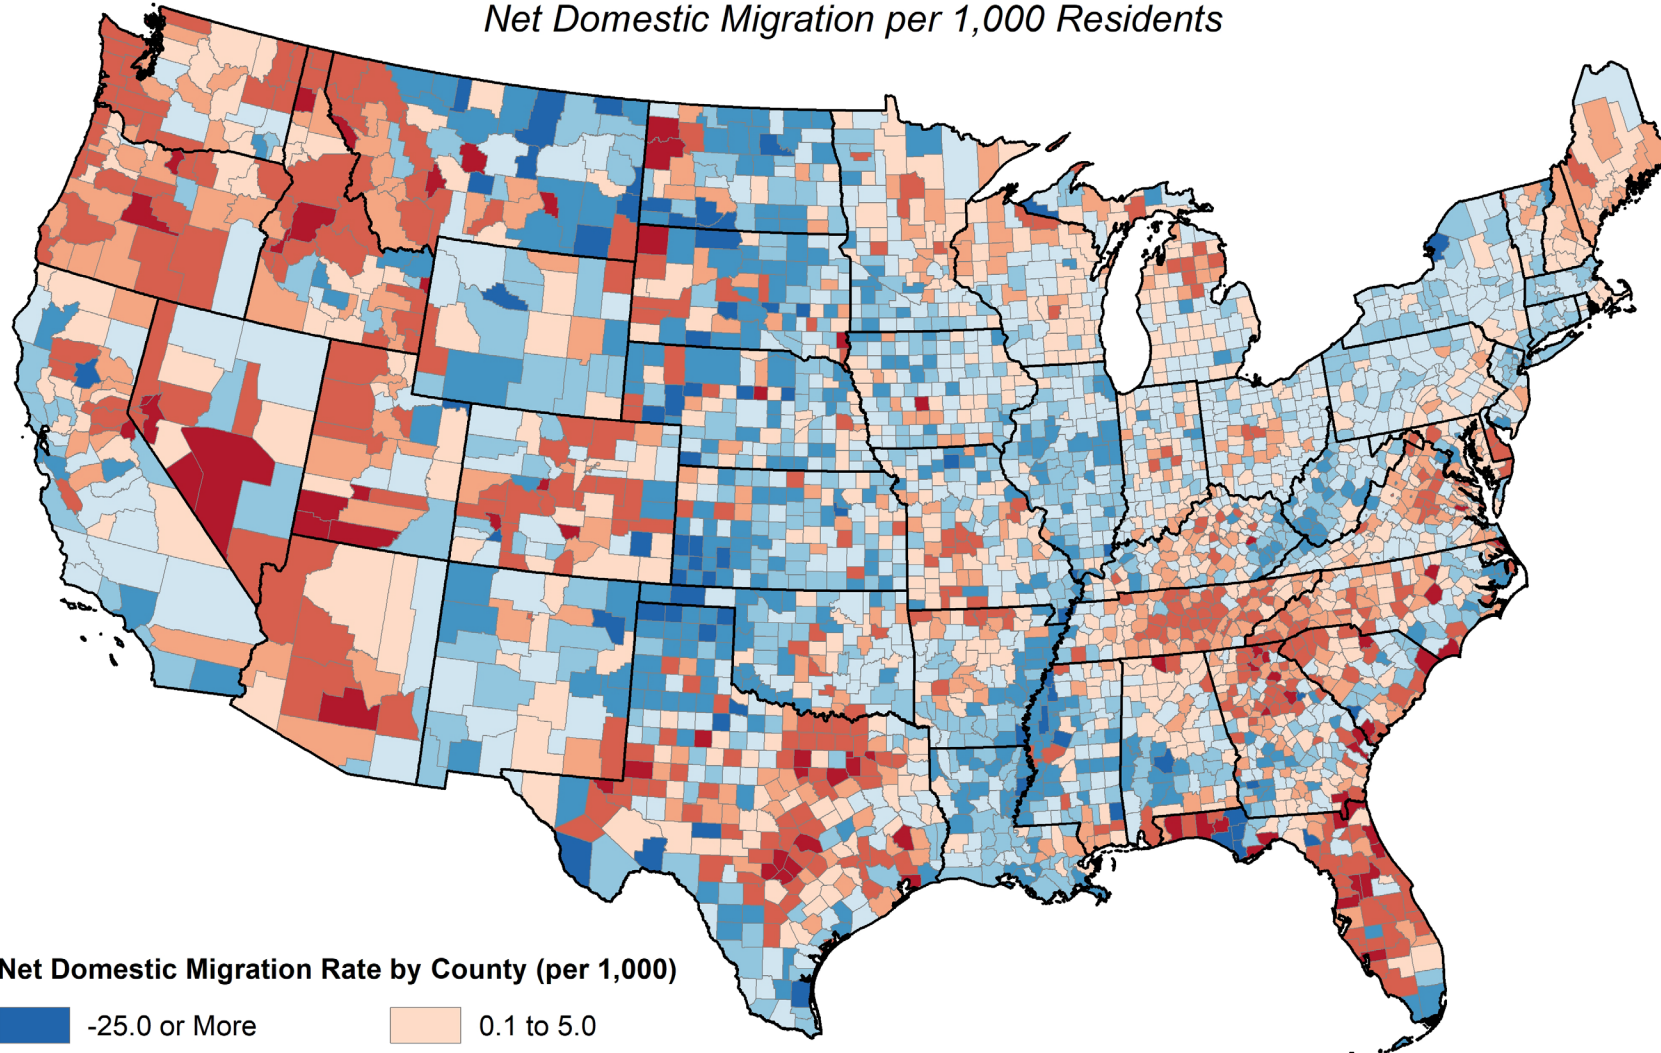 Net Domestic Migration per 1,000 Residents
Net Domestic Migration Rate by County (per 1,000)
-25.0 or More
0.1 to 5.0